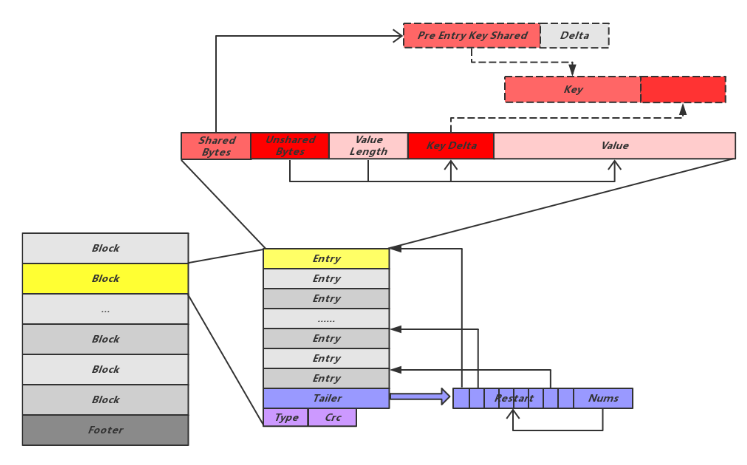 Pre Entry Key Shared Delta
Key
Shared Bytes Unshared Bytes Value Length Key Delta Value
Block
Block
...
Block
Block
Block
Footer
Entry
Entry
Entry
......
Entry
Entry
Entry
Tailer
Type Crc
Restart Nums